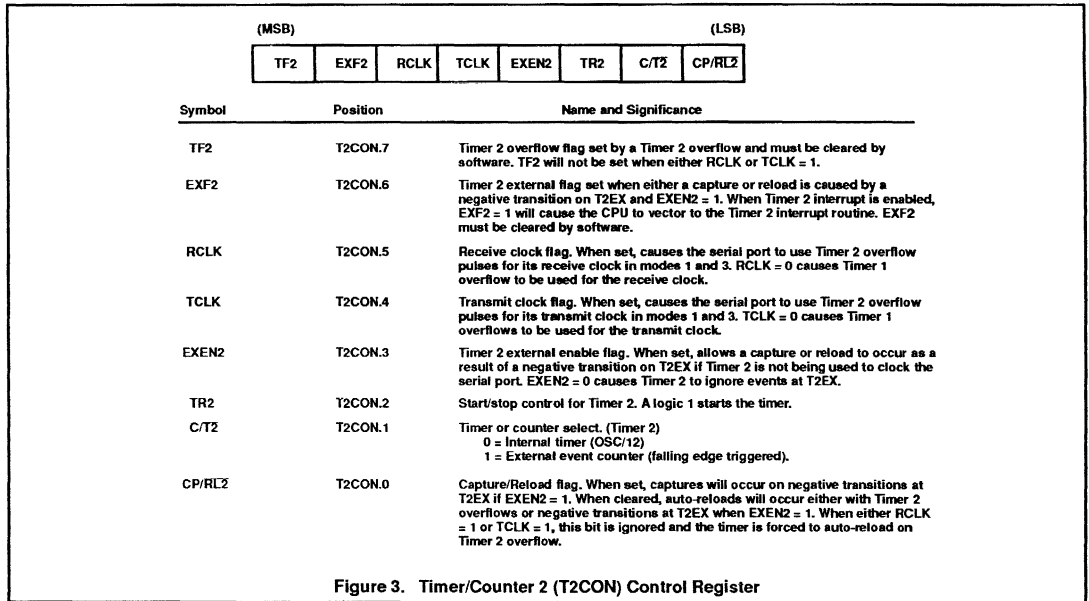 (MSB) (LSB)
TF2 EXF2 RCLK TCLK EXEN2 TR2 C/T̅2̅ CP/R̅L̅2̅
Symbol Position Name and Significance
TF2 T2CON.7 Timer 2 overflow flag set by a Timer 2 overflow and must be cleared by
software. TF2 will not be set when either RCLK or TCLK = 1.
EXF2 T2CON.6 Timer 2 external flag set when either a capture or reload is caused by a
negative transition on T2EX and EXEN2 = 1. When Timer 2 interrupt is enabled,
EXF2 = 1 will cause the CPU to vector to the Timer 2 interrupt routine. EXF2
must be cleared by software.
RCLK T2CON.5 Receive clock flag. When set, causes the serial port to use Timer 2 overflow
pulses for its receive clock in modes 1 and 3. RCLK = 0 causes Timer 1
overflow to be used for the receive clock.
TCLK T2CON.4 Transmit clock flag. When set, causes the serial port to use Timer 2 overflow
pulses for its transmit clock in modes 1 and 3. TCLK = 0 causes Timer 1
overflows to be used for the transmit clock.
EXEN2 T2CON.3 Timer 2 external enable flag. When set, allows a capture or reload to occur as a
result of a negative transition on T2EX if Timer 2 is not being used to clock the
serial port. EXEN2 = 0 causes Timer 2 to ignore events at T2EX.
TR2 T2CON.2 Start/stop control for Timer 2. A logic 1 starts the timer.
C/T̅2̅ T2CON.1 Timer or counter select. (Timer 2)
0 = Internal timer (OSC/12)
1 = External event counter (falling edge triggered).
CP/R̅L̅2̅ T2CON.0 Capture/Reload flag. When set, captures will occur on negative transitions at
T2EX if EXEN2 = 1. When cleared, auto-reloads will occur either with Timer 2
overflows or negative transitions at T2EX when EXEN2 = 1. When either RCLK
= 1 or TCLK = 1, this bit is ignored and the timer is forced to auto-reload on
Timer 2 overflow.
Figure 3. Timer/Counter 2 (T2CON) Control Register